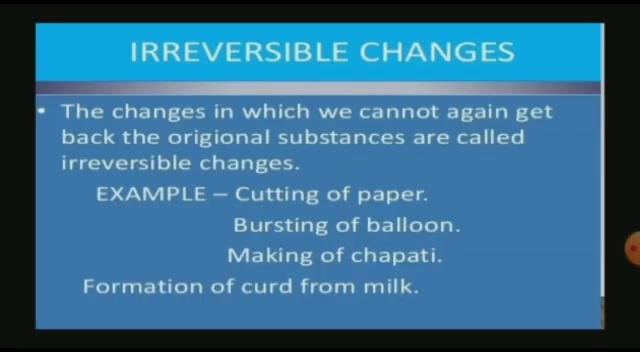 IRREVERSIBLE CHANGES
• The changes in which we cannot again get
back the origional substances are called
irreversible changes.
EXAMPLE – Cutting of paper.
Bursting of balloon.
Making of chapati.
Formation of curd from milk.